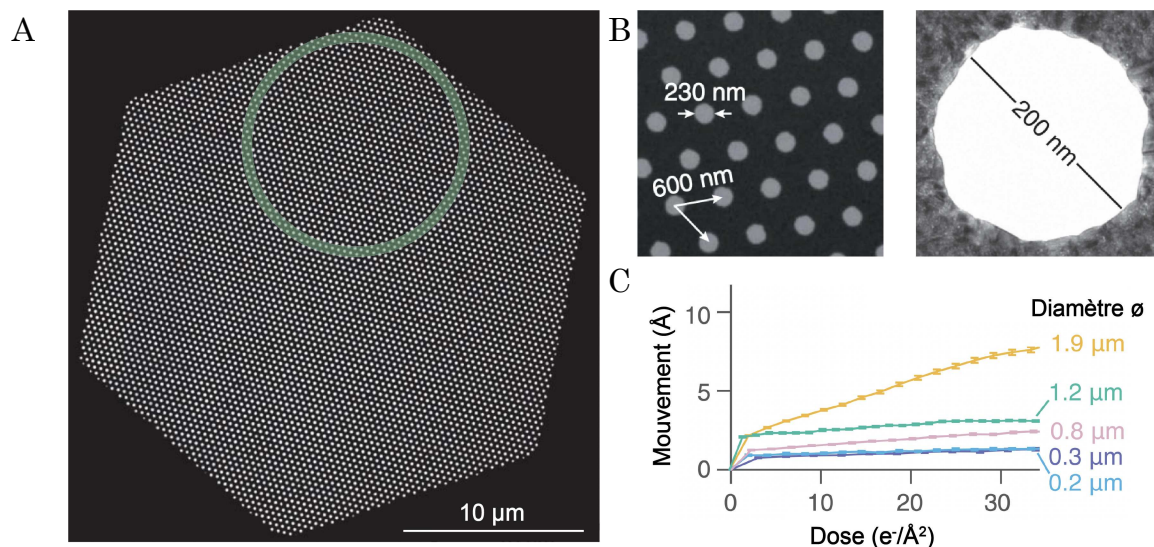 A
10 µm
B
230 nm
600 nm
200 nm
C
Mouvement (Å)
10
5
0
0
10
20
30
Dose (e⁻/Å²)
Diamètre ø
1.9 µm
1.2 µm
0.8 µm
0.3 µm
0.2 µm